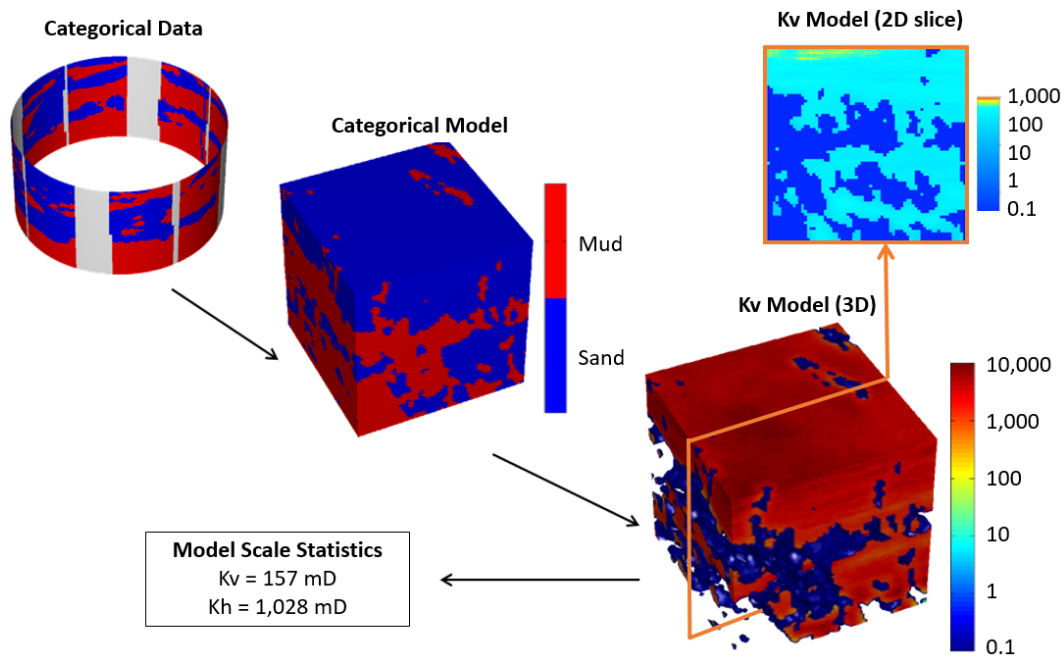 Categorical Data
Kv Model (2D slice)
1,000
100
10
1
0.1
Categorical Model
Mud
Sand
Kv Model (3D)
10,000
1,000
100
10
1
0.1
Model Scale Statistics
Kv = 157 mD
Kh = 1,028 mD